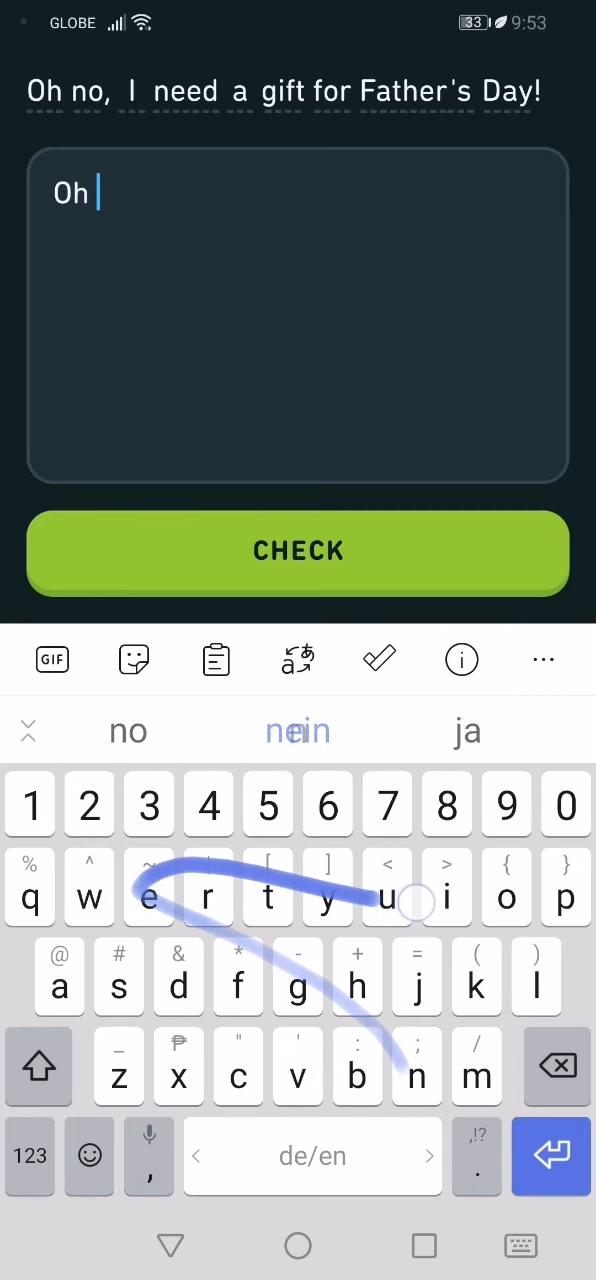 GLOBE 33 9:53
Oh no, I need a gift for Father's Day!
Oh
CHECK
GIF
no nein ja
1 2 3 4 5 6 7 8 9 0
% ^ ~ [ ] < > { }
q w e r t y u i o p
@ # & * - + = ( )
a s d f g h j k l
_ ₱ " ' : ; /
z x c v b n m
123 , < de/en > ,!? .